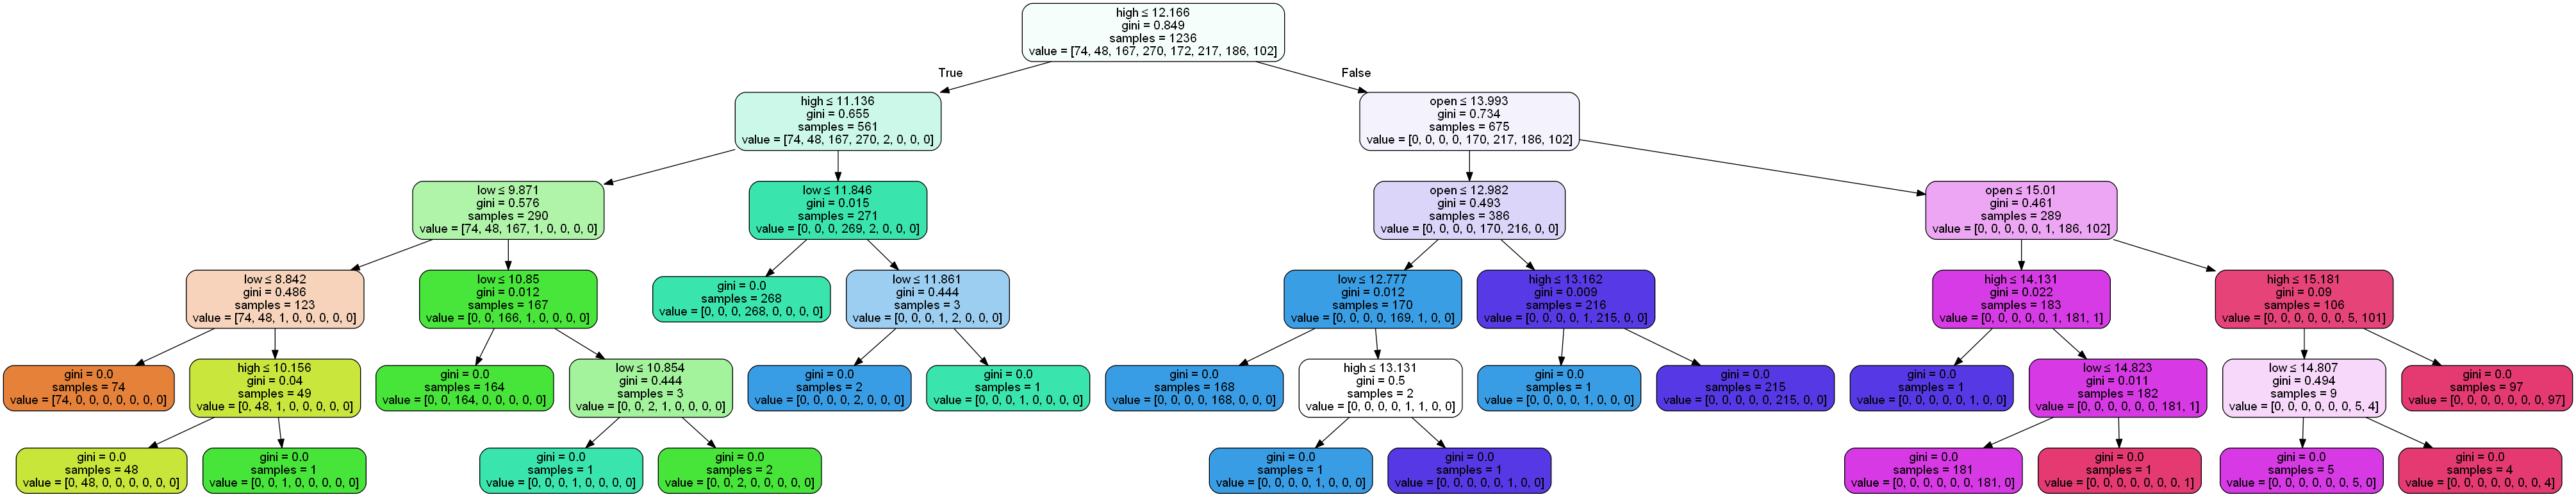 high ≤ 12.166
gini = 0.849
samples = 1236
value = [74, 48, 167, 270, 172, 217, 186, 102]
True
False
high ≤ 11.136
gini = 0.655
samples = 561
value = [74, 48, 167, 270, 2, 0, 0, 0]
open ≤ 13.993
gini = 0.734
samples = 675
value = [0, 0, 0, 0, 170, 217, 186, 102]
low ≤ 9.871
gini = 0.576
samples = 290
value = [74, 48, 167, 1, 0, 0, 0, 0]
low ≤ 11.846
gini = 0.015
samples = 271
value = [0, 0, 0, 269, 2, 0, 0, 0]
open ≤ 12.982
gini = 0.493
samples = 386
value = [0, 0, 0, 0, 170, 216, 0, 0]
open ≤ 15.01
gini = 0.461
samples = 289
value = [0, 0, 0, 0, 0, 1, 186, 102]
low ≤ 8.842
gini = 0.486
samples = 123
value = [74, 48, 1, 0, 0, 0, 0, 0]
low ≤ 10.85
gini = 0.012
samples = 167
value = [0, 0, 166, 1, 0, 0, 0, 0]
gini = 0.0
samples = 268
value = [0, 0, 0, 268, 0, 0, 0, 0]
low ≤ 11.861
gini = 0.444
samples = 3
value = [0, 0, 0, 1, 2, 0, 0, 0]
low ≤ 12.777
gini = 0.012
samples = 170
value = [0, 0, 0, 0, 169, 1, 0, 0]
high ≤ 13.162
gini = 0.009
samples = 216
value = [0, 0, 0, 0, 1, 215, 0, 0]
high ≤ 14.131
gini = 0.022
samples = 183
value = [0, 0, 0, 0, 0, 1, 181, 1]
high ≤ 15.181
gini = 0.09
samples = 106
value = [0, 0, 0, 0, 0, 0, 5, 101]
gini = 0.0
samples = 74
value = [74, 0, 0, 0, 0, 0, 0, 0]
high ≤ 10.156
gini = 0.04
samples = 49
value = [0, 48, 1, 0, 0, 0, 0, 0]
gini = 0.0
samples = 164
value = [0, 0, 164, 0, 0, 0, 0, 0]
low ≤ 10.854
gini = 0.444
samples = 3
value = [0, 0, 2, 1, 0, 0, 0, 0]
gini = 0.0
samples = 2
value = [0, 0, 0, 0, 2, 0, 0, 0]
gini = 0.0
samples = 1
value = [0, 0, 0, 1, 0, 0, 0, 0]
gini = 0.0
samples = 168
value = [0, 0, 0, 0, 168, 0, 0, 0]
high ≤ 13.131
gini = 0.5
samples = 2
value = [0, 0, 0, 0, 1, 1, 0, 0]
gini = 0.0
samples = 1
value = [0, 0, 0, 0, 1, 0, 0, 0]
gini = 0.0
samples = 215
value = [0, 0, 0, 0, 0, 215, 0, 0]
gini = 0.0
samples = 1
value = [0, 0, 0, 0, 0, 1, 0, 0]
low ≤ 14.823
gini = 0.011
samples = 182
value = [0, 0, 0, 0, 0, 0, 181, 1]
low ≤ 14.807
gini = 0.494
samples = 9
value = [0, 0, 0, 0, 0, 0, 5, 4]
gini = 0.0
samples = 97
value = [0, 0, 0, 0, 0, 0, 0, 97]
gini = 0.0
samples = 48
value = [0, 48, 0, 0, 0, 0, 0, 0]
gini = 0.0
samples = 1
value = [0, 0, 1, 0, 0, 0, 0, 0]
gini = 0.0
samples = 1
value = [0, 0, 0, 1, 0, 0, 0, 0]
gini = 0.0
samples = 2
value = [0, 0, 2, 0, 0, 0, 0, 0]
gini = 0.0
samples = 1
value = [0, 0, 0, 0, 1, 0, 0, 0]
gini = 0.0
samples = 1
value = [0, 0, 0, 0, 0, 1, 0, 0]
gini = 0.0
samples = 181
value = [0, 0, 0, 0, 0, 0, 181, 0]
gini = 0.0
samples = 1
value = [0, 0, 0, 0, 0, 0, 0, 1]
gini = 0.0
samples = 5
value = [0, 0, 0, 0, 0, 0, 5, 0]
gini = 0.0
samples = 4
value = [0, 0, 0, 0, 0, 0, 0, 4]